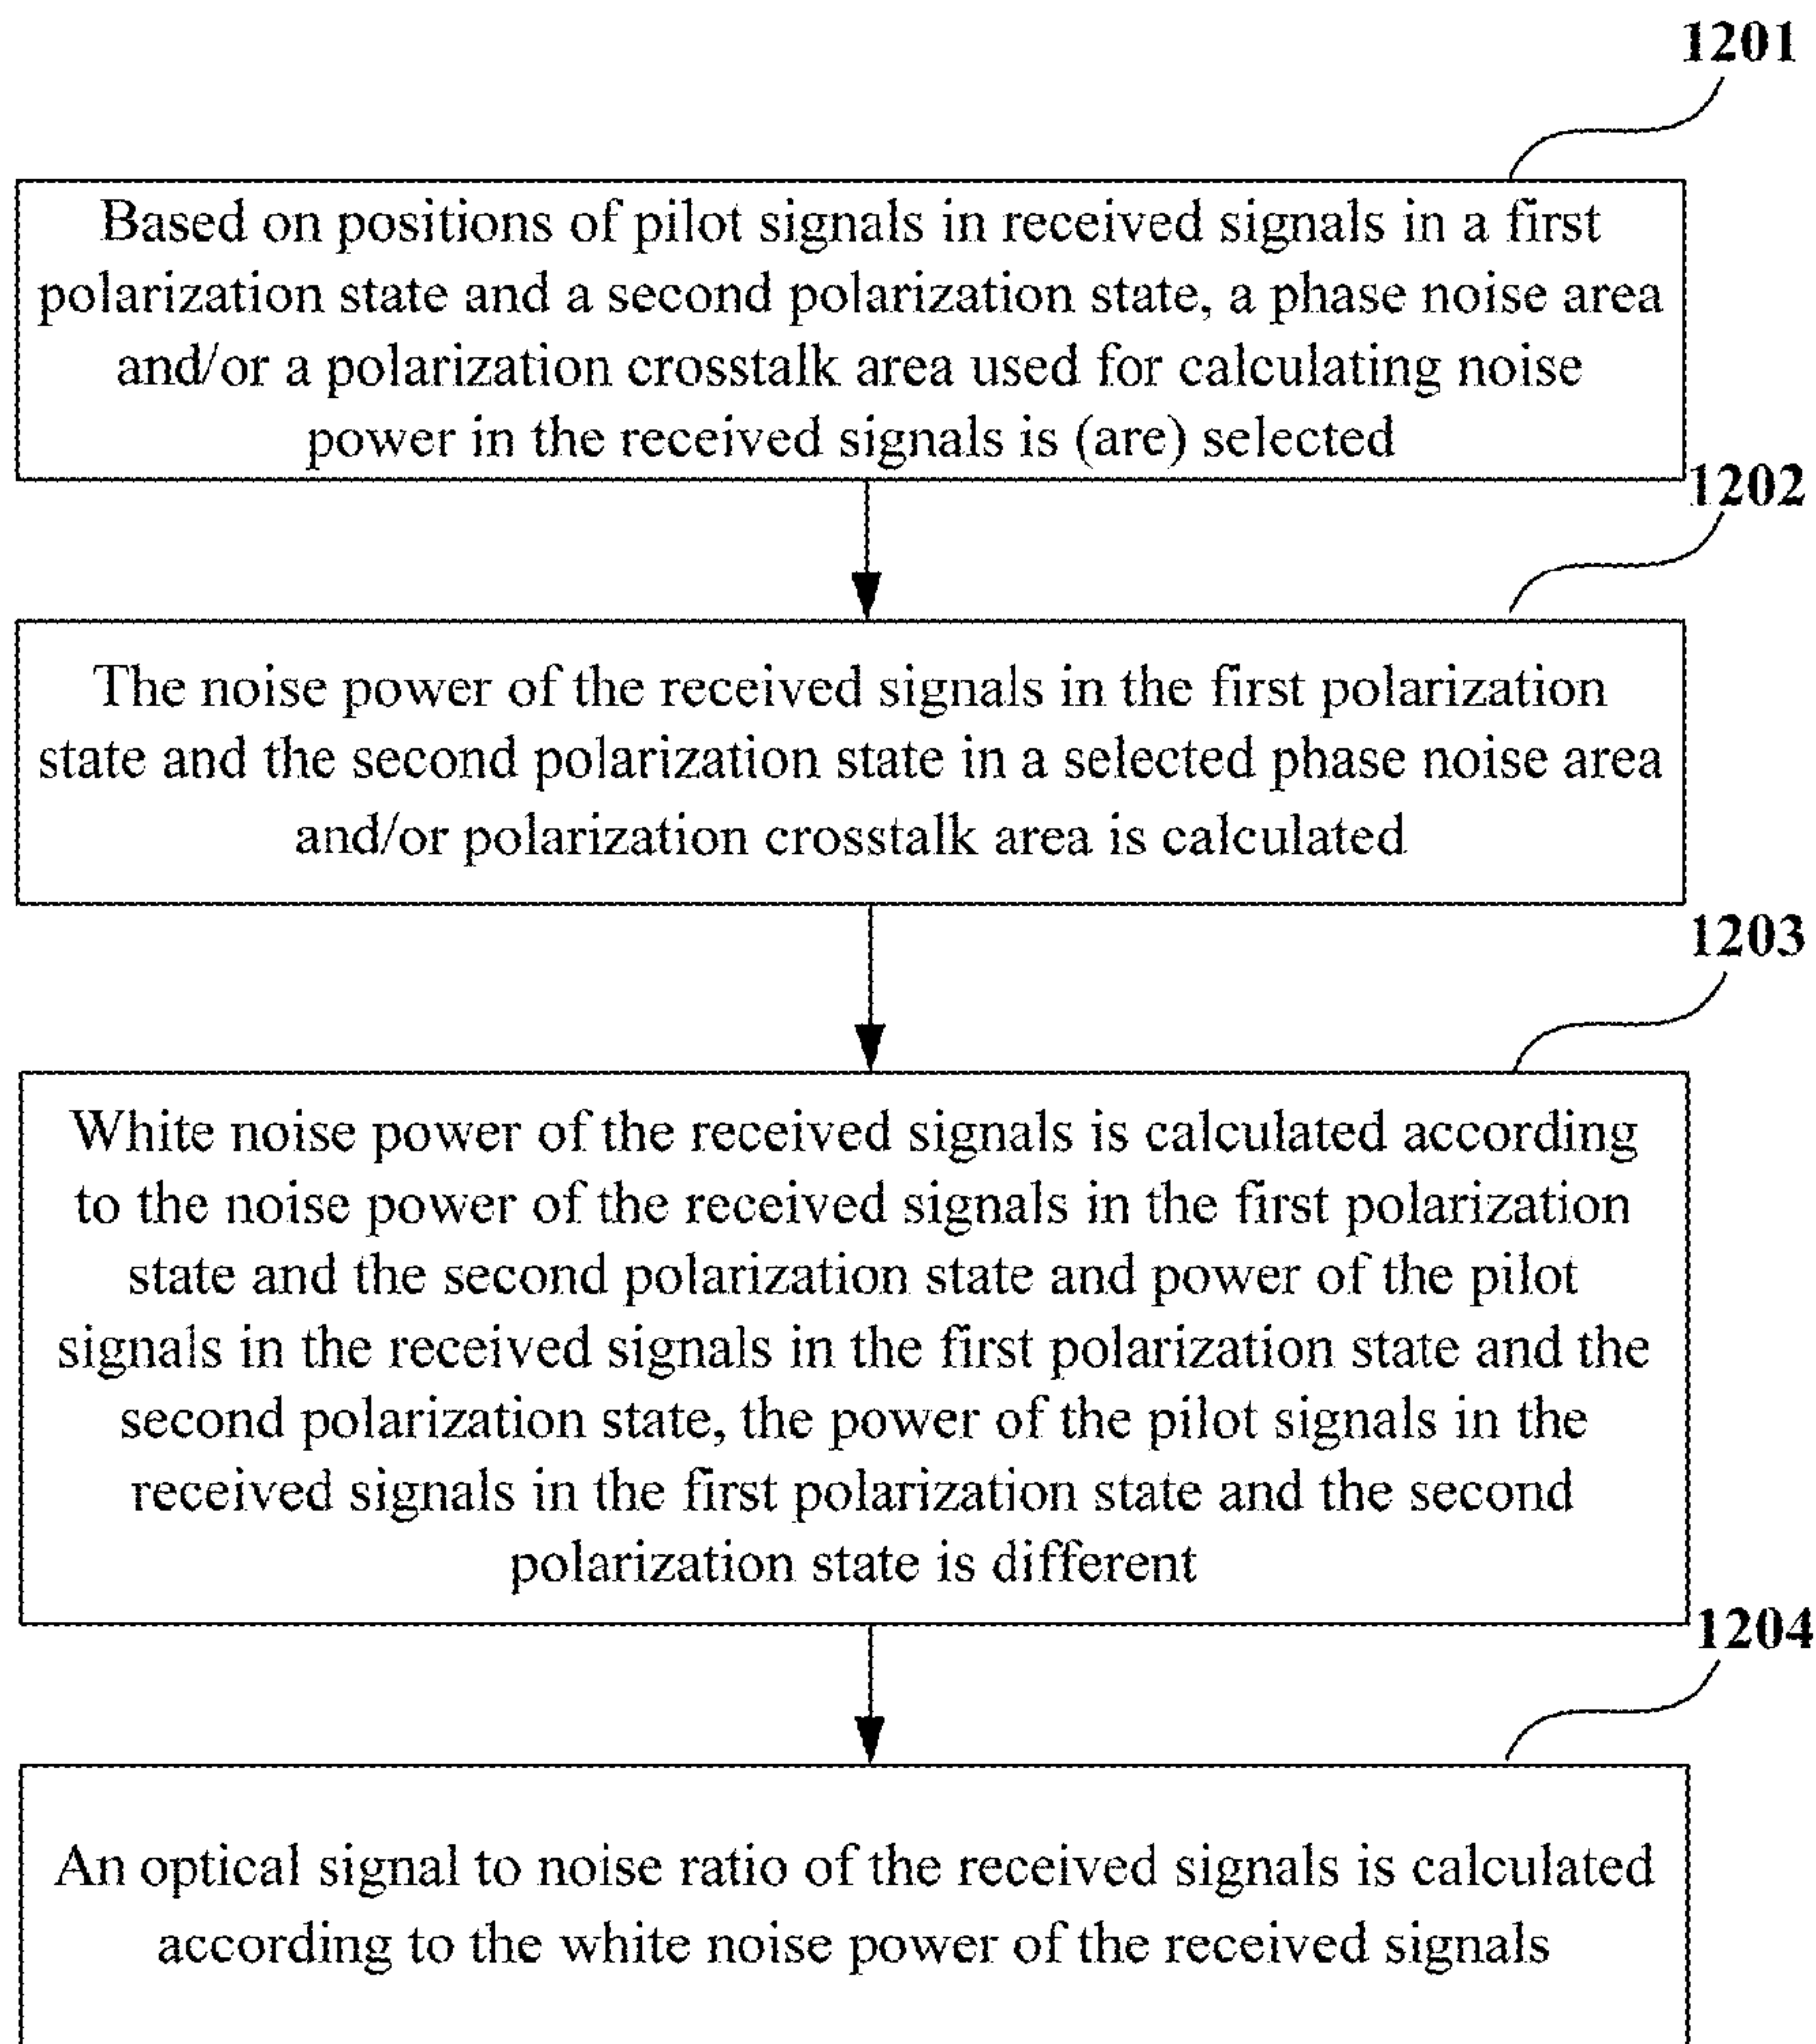 1201
Based on positions of pilot signals in received signals in a first
polarization state and a second polarization state, a phase noise area
and/or a polarization crosstalk area used for calculating noise
power in the received signals is (are) selected
1202
The noise power of the received signals in the first polarization
state and the second polarization state in a selected phase noise area
and/or polarization crosstalk area is calculated
1203
White noise power of the received signals is calculated according
to the noise power of the received signals in the first polarization
state and the second polarization state and power of the pilot
signals in the received signals in the first polarization state and the
second polarization state, the power of the pilot signals in the
received signals in the first polarization state and the second
polarization state is different
1204
An optical signal to noise ratio of the received signals is calculated
according to the white noise power of the received signals